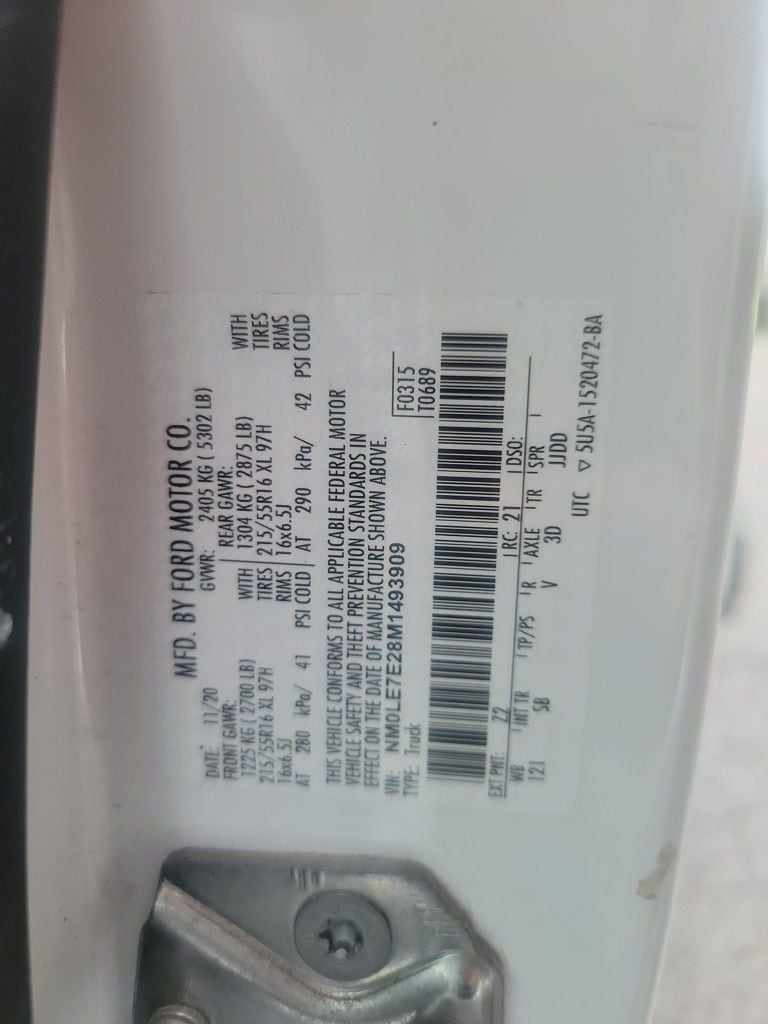 MFD. BY FORD MOTOR CO.
DATE: 11/20 GVWR: 2405 KG ( 5302 LB)
FRONT GAWR: REAR GAWR:
1225 KG ( 2700 LB) WITH 1304 KG ( 2875 LB) WITH
215/55R16 XL 97H TIRES 215/55R16 XL 97H TIRES
16x6.5J RIMS 16x6.5J RIMS
AT 280 kPa/ 41 PSI COLD AT 290 kPa/ 42 PSI COLD
THIS VEHICLE CONFORMS TO ALL APPLICABLE FEDERAL MOTOR
VEHICLE SAFETY AND THEFT PREVENTION STANDARDS IN
EFFECT ON THE DATE OF MANUFACTURE SHOWN ABOVE.
VIN: NM0LE7E28M1493909 F0315
TYPE: Truck T0689
EXT PNT: Z2 RC: 21 DSO:
WB INT TR TP/PS R AXLE TR SPR
121 SB V 3D JJDD
UTC ▽ 5U5A-1520472-BA